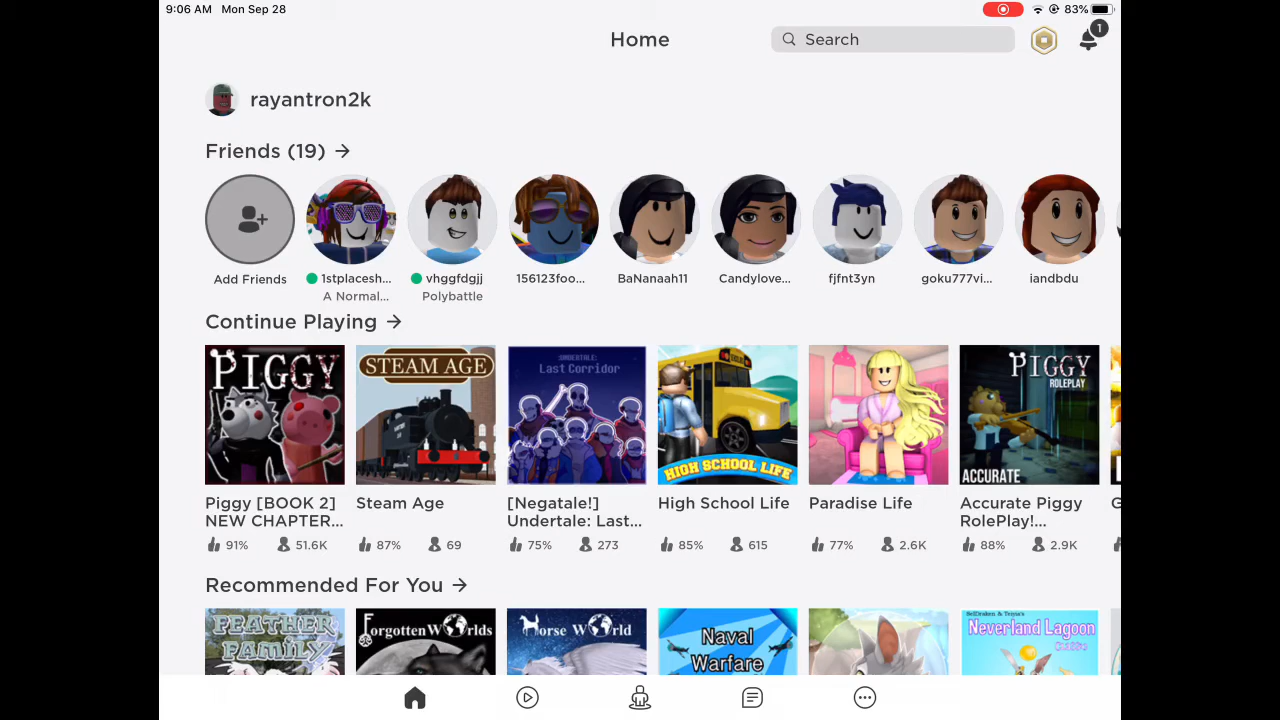 9:06 AM Mon Sep 28
83%
Home
Search
1
rayantron2k
Friends (19)
Add Friends
1stplacesh...
A Normal...
vhggfdgjj
Polybattle
156123foo...
BaNanaah11
Candylove...
fjfnt3yn
goku777vi...
iandbdu
Continue Playing
PIGGY
STEAM AGE
UNDERTALE:
Last Corridor
HIGH SCHOOL LIFE
PIGGY
ROLEPLAY
ACCURATE
Piggy [BOOK 2]
NEW CHAPTER...
Steam Age
[Negatale!]
Undertale: Last...
High School Life
Paradise Life
Accurate Piggy
RolePlay!...
91% 51.6K
87% 69
75% 273
85% 615
77% 2.6K
88% 2.9K
Recommended For You
FEATHER
FAMILY
Forgotten Worlds
Horse World
Naval
Warfare
Neverland Lagoon